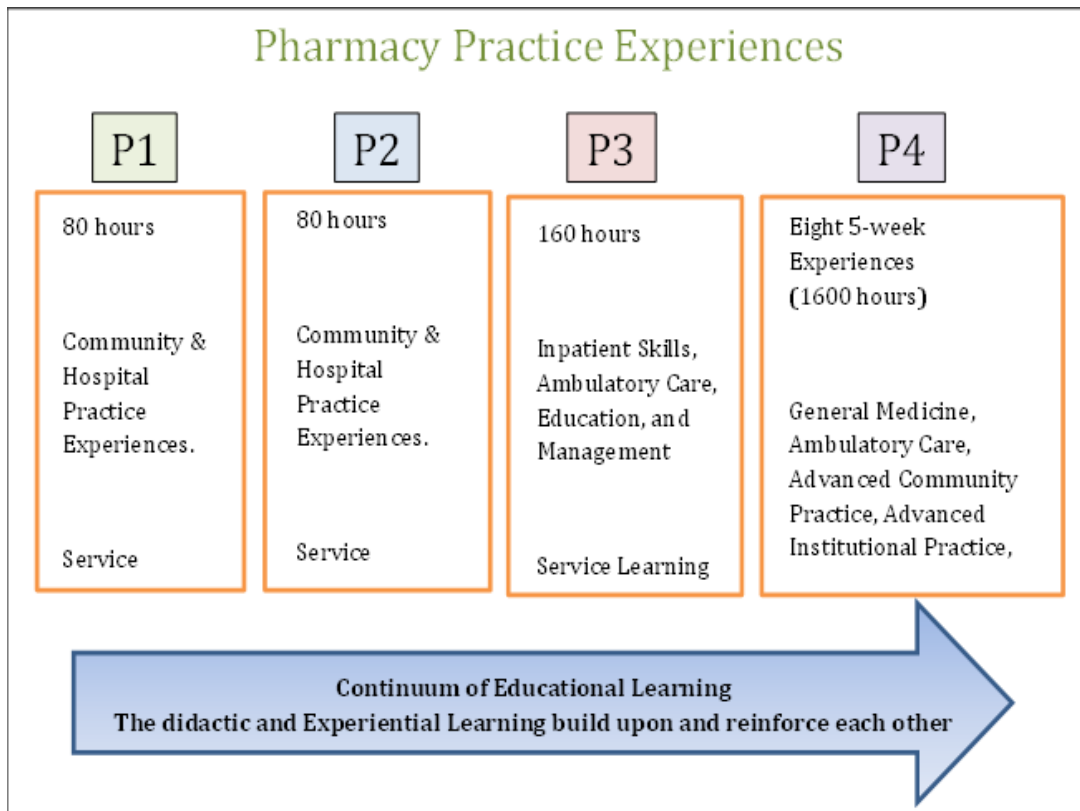 Pharmacy Practice Experiences
P1
80 hours
Community &
Hospital
Practice
Experiences.
Service
P2
80 hours
Community &
Hospital
Practice
Experiences.
Service
P3
160 hours
Inpatient Skills,
Ambulatory Care,
Education, and
Management
Service Learning
P4
Eight 5-week
Experiences
(1600 hours)
General Medicine,
Ambulatory Care,
Advanced Community
Practice, Advanced
Institutional Practice,
Continuum of Educational Learning
The didactic and Experiential Learning build upon and reinforce each other